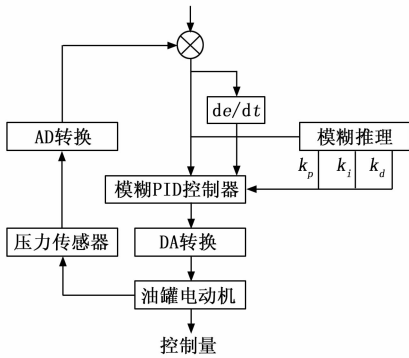 de/dt
AD转换
模糊推理
k_p k_i k_d
模糊PID控制器
压力传感器
DA转换
油罐电动机
控制量